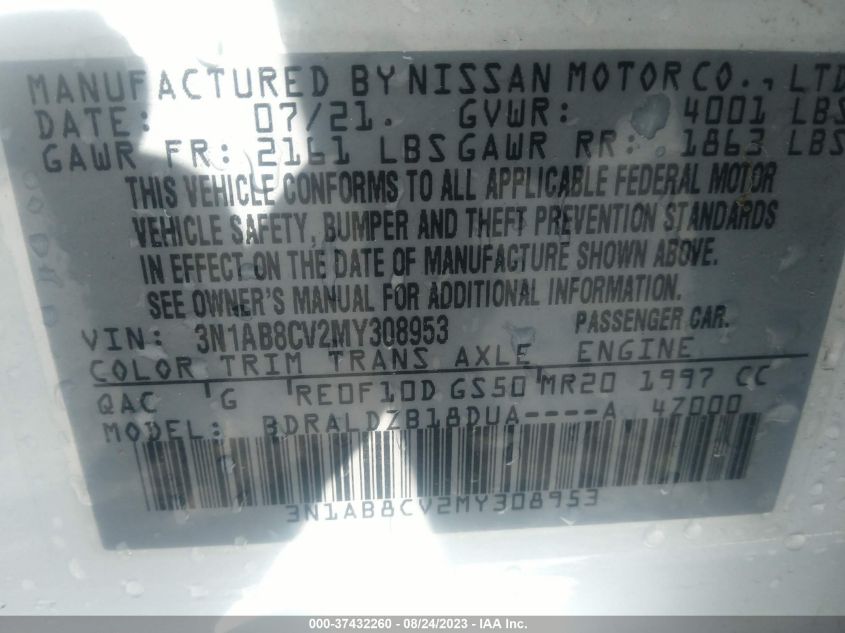 MANUFACTURED BY NISSAN MOTOR CO., LTD
DATE: 07/21. GVWR: 4001 LBS
GAWR FR: 2161 LBS GAWR RR: 1863 LBS
THIS VEHICLE CONFORMS TO ALL APPLICABLE FEDERAL MOTOR
VEHICLE SAFETY, BUMPER AND THEFT PREVENTION STANDARDS
IN EFFECT ON THE DATE OF MANUFACTURE SHOWN ABOVE.
SEE OWNER'S MANUAL FOR ADDITIONAL INFORMATION.
VIN: 3N1AB8CV2MY308953 PASSENGER CAR.
COLOR TRIM TRANS AXLE ENGINE
QAC G RE0F10D GS50 MR20 1997 CC
MODEL: BDRALDZB18DUA----A 47000
3N1AB8CV2MY308953
000-37432260 - 08/24/2023 - IAA Inc.